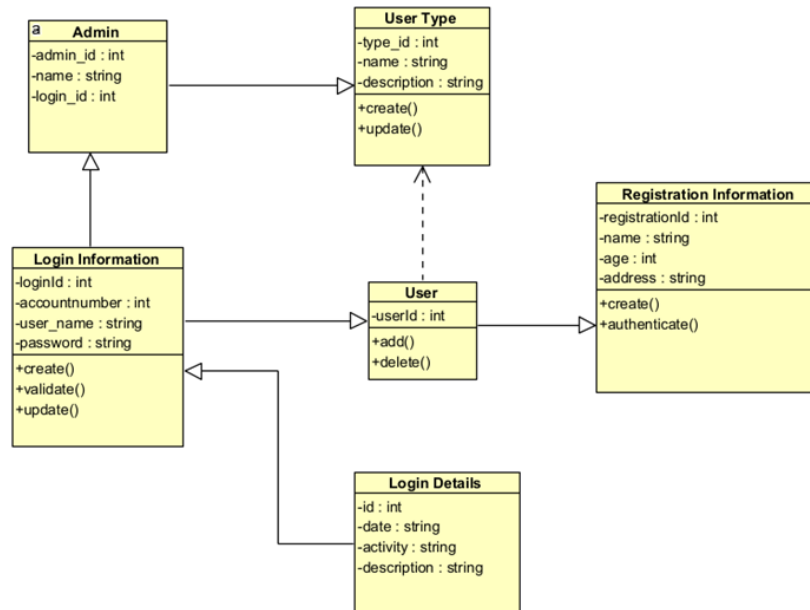 a
Admin
-admin_id : int
-name : string
-login_id : int
User Type
-type_id : int
-name : string
-description : string
+create()
+update()
Registration Information
-registrationId : int
-name : string
-age : int
-address : string
+create()
+authenticate()
Login Information
-loginId : int
-accountnumber : int
-user_name : string
-password : string
+create()
+validate()
+update()
User
-userId : int
+add()
+delete()
Login Details
-id : int
-date : string
-activity : string
-description : string